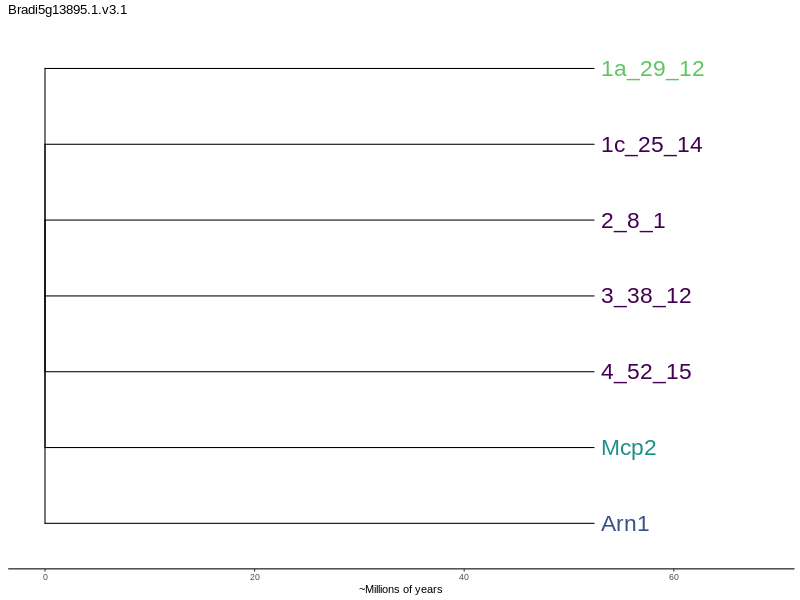 Bradi5g13895.1.v3.1
1a_29_12
1c_25_14
2_8_1
3_38_12
4_52_15
Mcp2
Arn1
0 20 40 60
~Millions of years